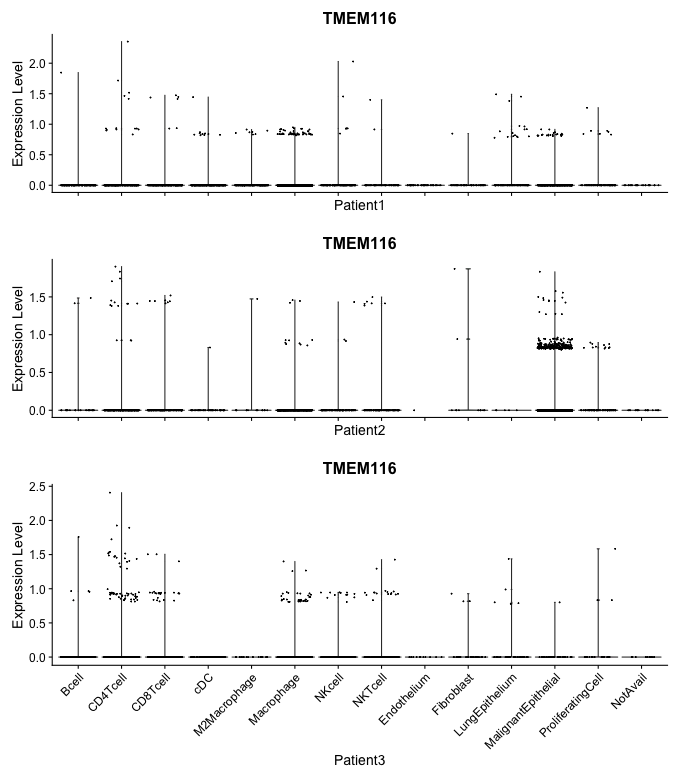 TMEM116
Expression Level
2.0
1.5
1.0
0.5
0.0
Patient1
TMEM116
Expression Level
1.5
1.0
0.5
0.0
Patient2
TMEM116
Expression Level
2.5
2.0
1.5
1.0
0.5
0.0
Bcell
CD4Tcell
CD8Tcell
cDC
M2Macrophage
Macrophage
NKcell
NKTcell
Endothelium
Fibroblast
LungEpithelium
MalignantEpithelial
ProliferatingCell
NotAvail
Patient3